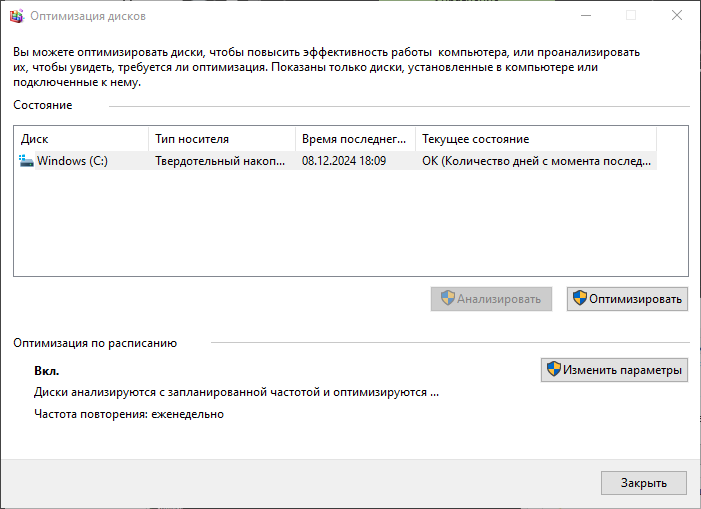 Оптимизация дисков
Вы можете оптимизировать диски, чтобы повысить эффективность работы  компьютера, или проанализировать
их, чтобы увидеть, требуется ли оптимизация. Показаны только диски, установленные в компьютере или
подключенные к нему.
Состояние
Диск Тип носителя Время последнег... Текущее состояние
Windows (C:) Твердотельный накоп... 08.12.2024 18:09 ОК (Количество дней с момента послед...
Анализировать Оптимизировать
Оптимизация по расписанию
Вкл. Изменить параметры
Диски анализируются с запланированной частотой и оптимизируются ...
Частота повторения: еженедельно
Закрыть